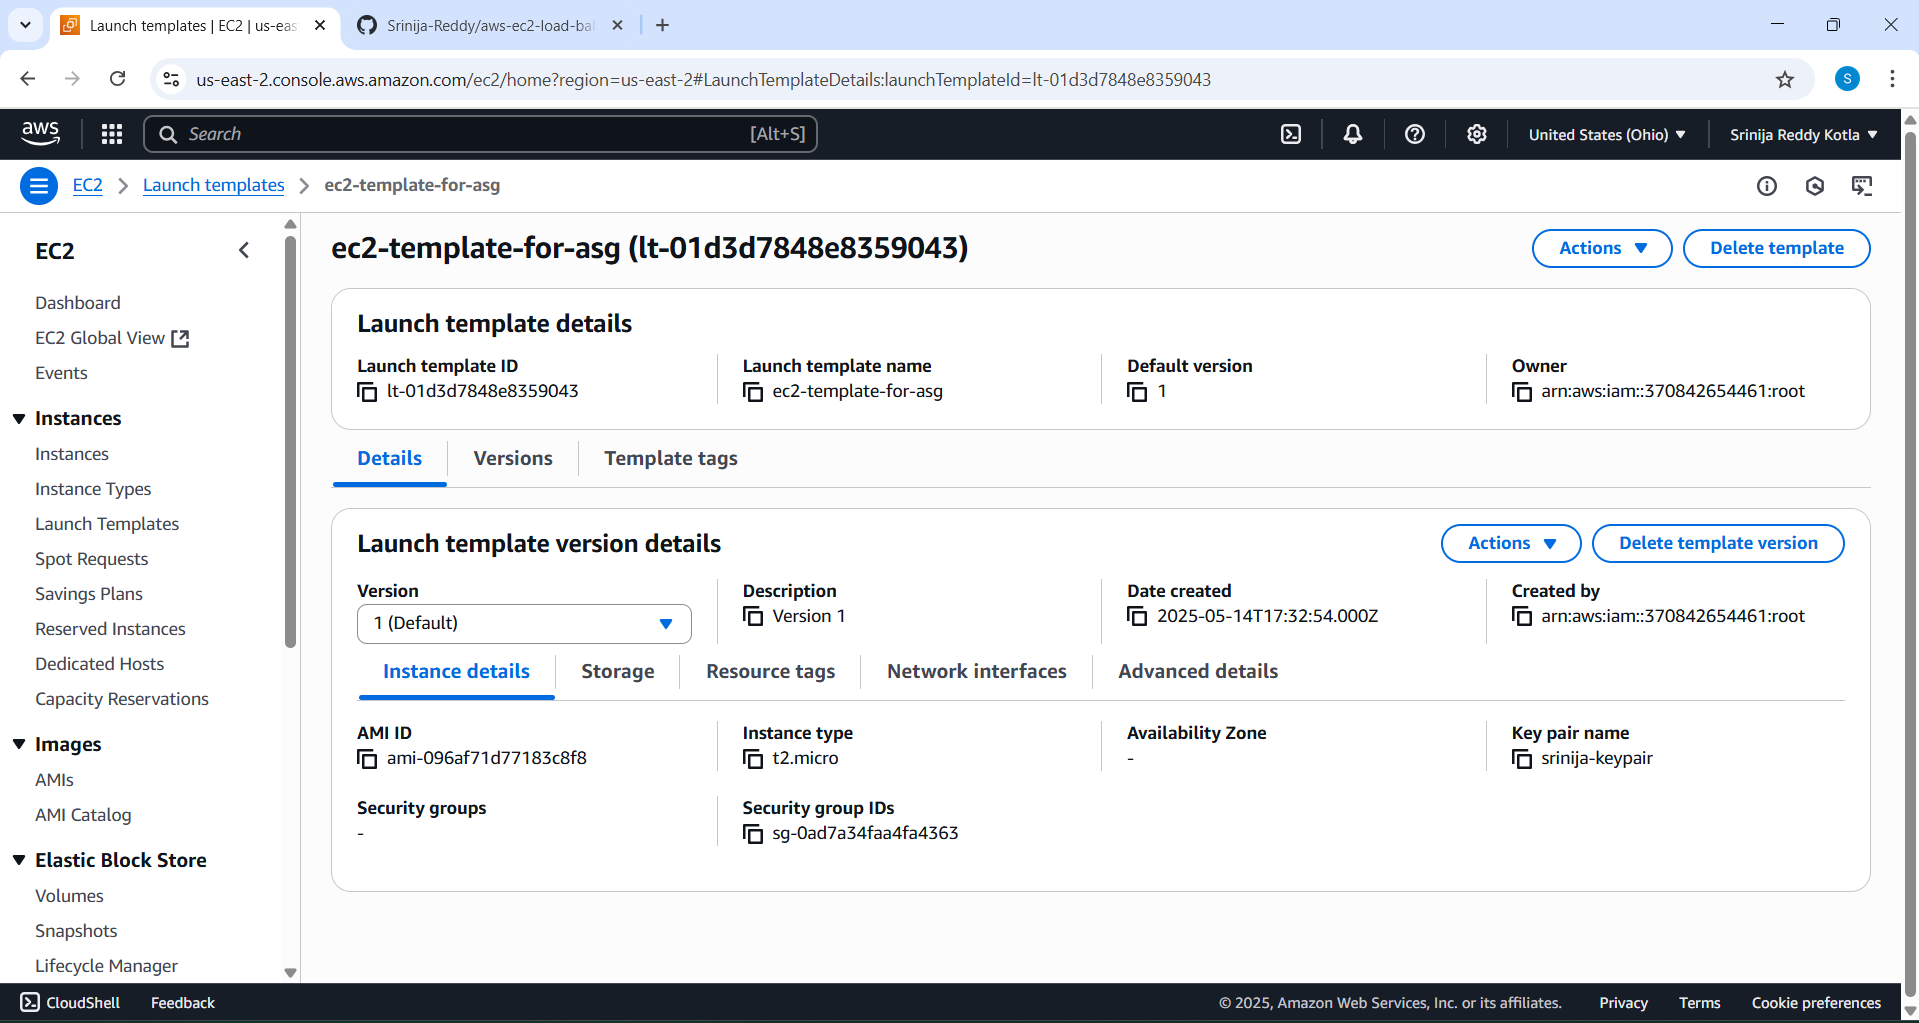 Launch templates | EC2 | us-eas
Srinija-Reddy/aws-ec2-load-bal
us-east-2.console.aws.amazon.com/ec2/home?region=us-east-2#LaunchTemplateDetails:launchTemplateId=lt-01d3d7848e8359043
S
aws
Search
[Alt+S]
United States (Ohio)
Srinija Reddy Kotla
EC2
Launch templates
ec2-template-for-asg
EC2
Dashboard
EC2 Global View
Events
Instances
Instances
Instance Types
Launch Templates
Spot Requests
Savings Plans
Reserved Instances
Dedicated Hosts
Capacity Reservations
Images
AMIs
AMI Catalog
Elastic Block Store
Volumes
Snapshots
Lifecycle Manager
ec2-template-for-asg (lt-01d3d7848e8359043)
Actions
Delete template
Launch template details
Launch template ID
lt-01d3d7848e8359043
Launch template name
ec2-template-for-asg
Default version
1
Owner
arn:aws:iam::370842654461:root
Details
Versions
Template tags
Launch template version details
Actions
Delete template version
Version
1 (Default)
Description
Version 1
Date created
2025-05-14T17:32:54.000Z
Created by
arn:aws:iam::370842654461:root
Instance details
Storage
Resource tags
Network interfaces
Advanced details
AMI ID
ami-096af71d77183c8f8
Instance type
t2.micro
Availability Zone
-
Key pair name
srinija-keypair
Security groups
-
Security group IDs
sg-0ad7a34faa4fa4363
CloudShell
Feedback
© 2025, Amazon Web Services, Inc. or its affiliates.
Privacy
Terms
Cookie preferences